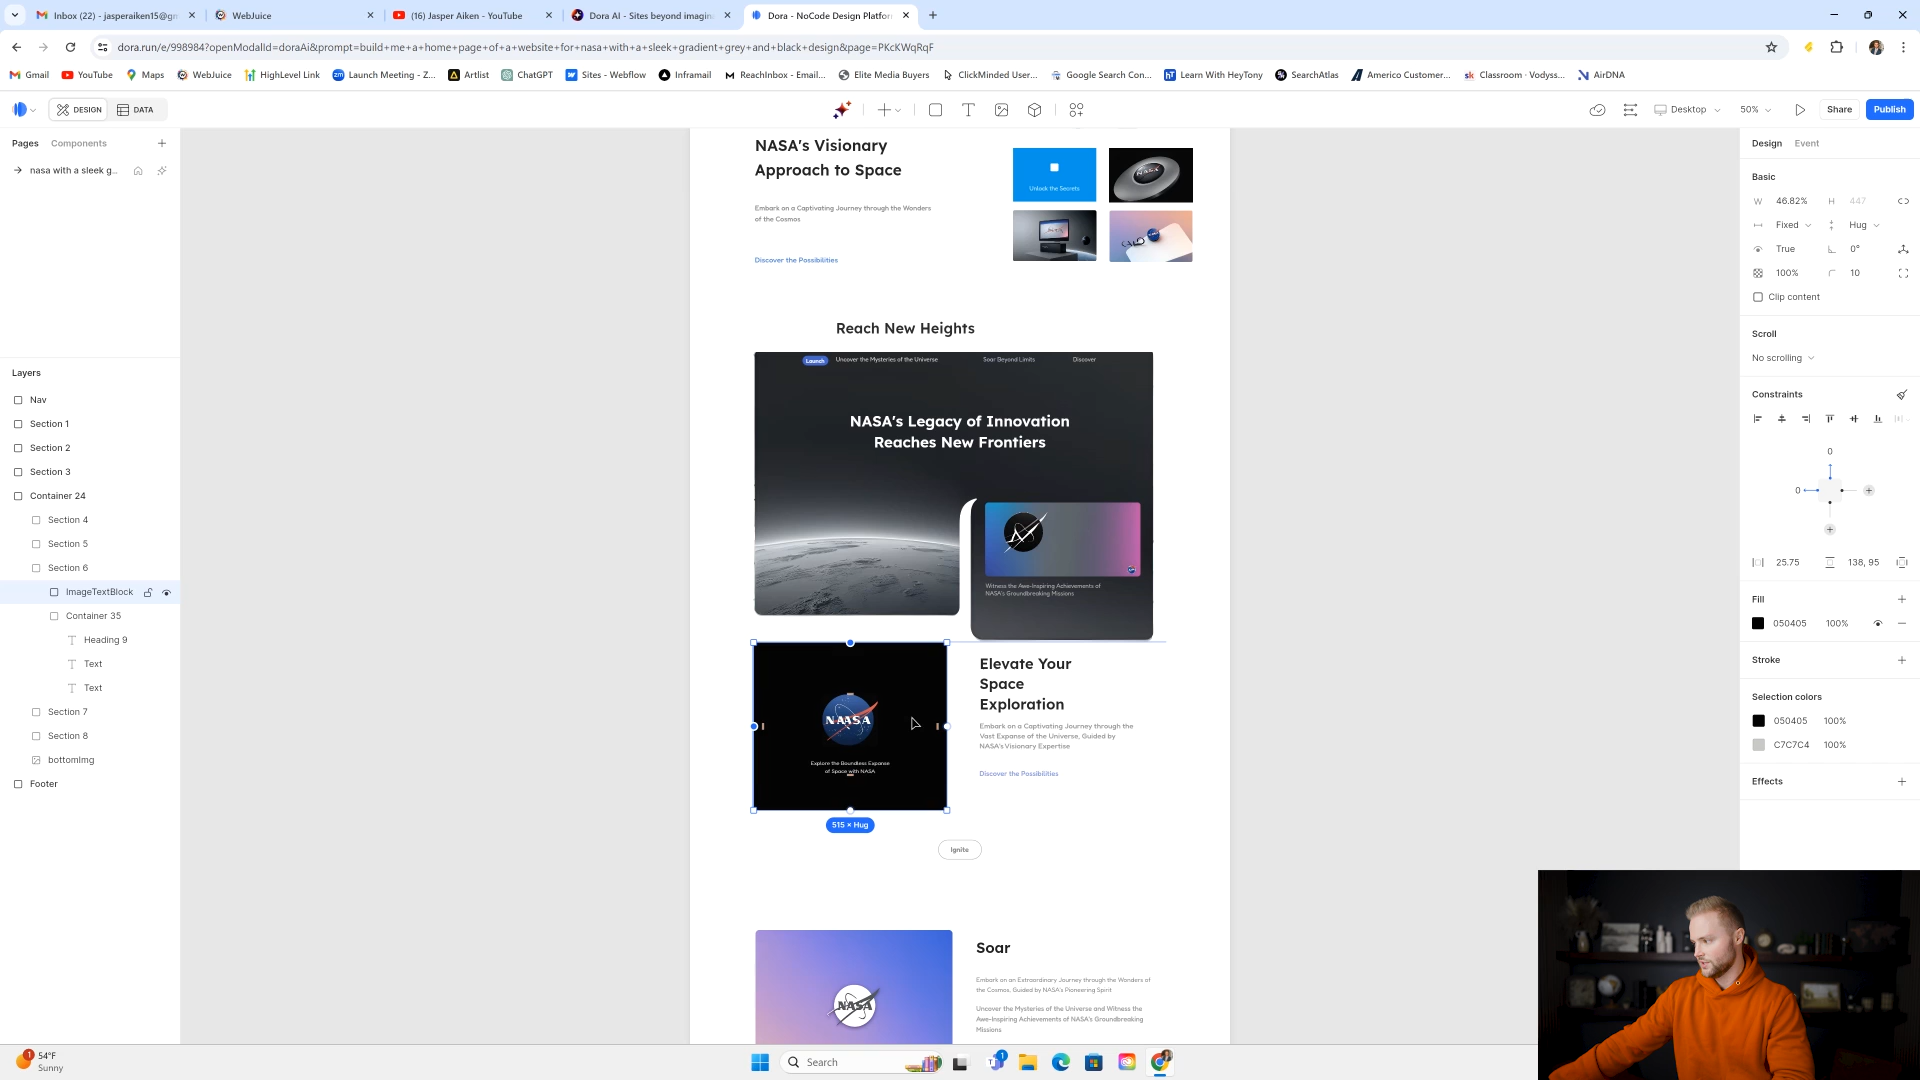 Inbox (22) - jasperaiken15@gm
WebJuice
(16) Jasper Aiken - YouTube
Dora AI - Sites beyond imagin
Dora - NoCode Design Platfor
dora.run/e/998984?openModalId=doraAi&prompt=build+me+a+home+page+of+a+website+for+nasa+with+a+sleek+gradient+grey+and+black+design&page=PKcKWqRqF
Gmail YouTube Maps WebJuice HighLevel Link Launch Meeting - Z... Artlist ChatGPT Sites - Webflow Inframail ReachInbox - Email... Elite Media Buyers ClickMinded User... Google Search Con... Learn With HeyTony SearchAtlas Americo Customer... Classroom · Vodyss... AirDNA
DESIGN DATA
Desktop 50% Share Publish
Pages Components
nasa with a sleek g...
Layers
Nav
Section 1
Section 2
Section 3
Container 24
Section 4
Section 5
Section 6
ImageTextBlock
Container 35
Heading 9
Text
Text
Section 7
Section 8
bottomImg
Footer
NASA's Visionary
Approach to Space
Embark on a Captivating Journey through the Wonders
of the Cosmos
Discover the Possibilities
Unlock the Secrets
Reach New Heights
Launch Uncover the Mysteries of the Universe Soar Beyond Limits Discover
NASA's Legacy of Innovation
Reaches New Frontiers
Witness the Awe-Inspiring Achievements of
NASA's Groundbreaking Missions
NAASA
Explore the Boundless Expanse
of Space with NASA
515 × Hug
Elevate Your
Space
Exploration
Embark on a Captivating Journey through the
Vast Expanse of the Universe, Guided by
NASA's Visionary Expertise
Discover the Possibilities
Ignite
NASA
Soar
Embark on an Extraordinary Journey through the Wonders of
the Cosmos, Guided by NASA's Pioneering Spirit
Uncover the Mysteries of the Universe and Witness the
Awe-Inspiring Achievements of NASA's Groundbreaking
Missions
Design Event
Basic
W 46.82% H 447
Fixed Hug
True 0°
100% 10
Clip content
Scroll
No scrolling
Constraints
0
0
25.75 138, 95
Fill
050405 100%
Stroke
Selection colors
050405 100%
C7C7C4 100%
Effects
1
54°F
Sunny
Search
1